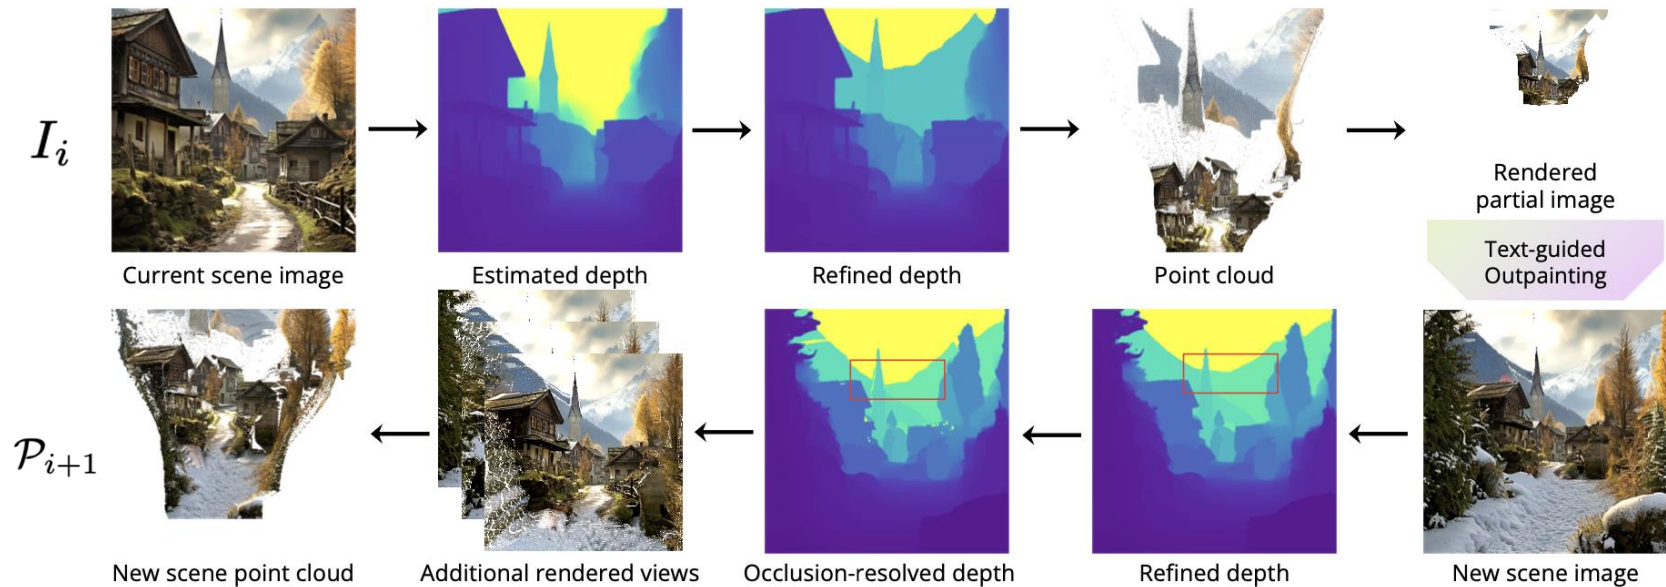 I_i
Current scene image
Estimated depth
Refined depth
Point cloud
Rendered
partial image
Text-guided
Outpainting
P_{i+1}
New scene point cloud
Additional rendered views
Occlusion-resolved depth
Refined depth
New scene image